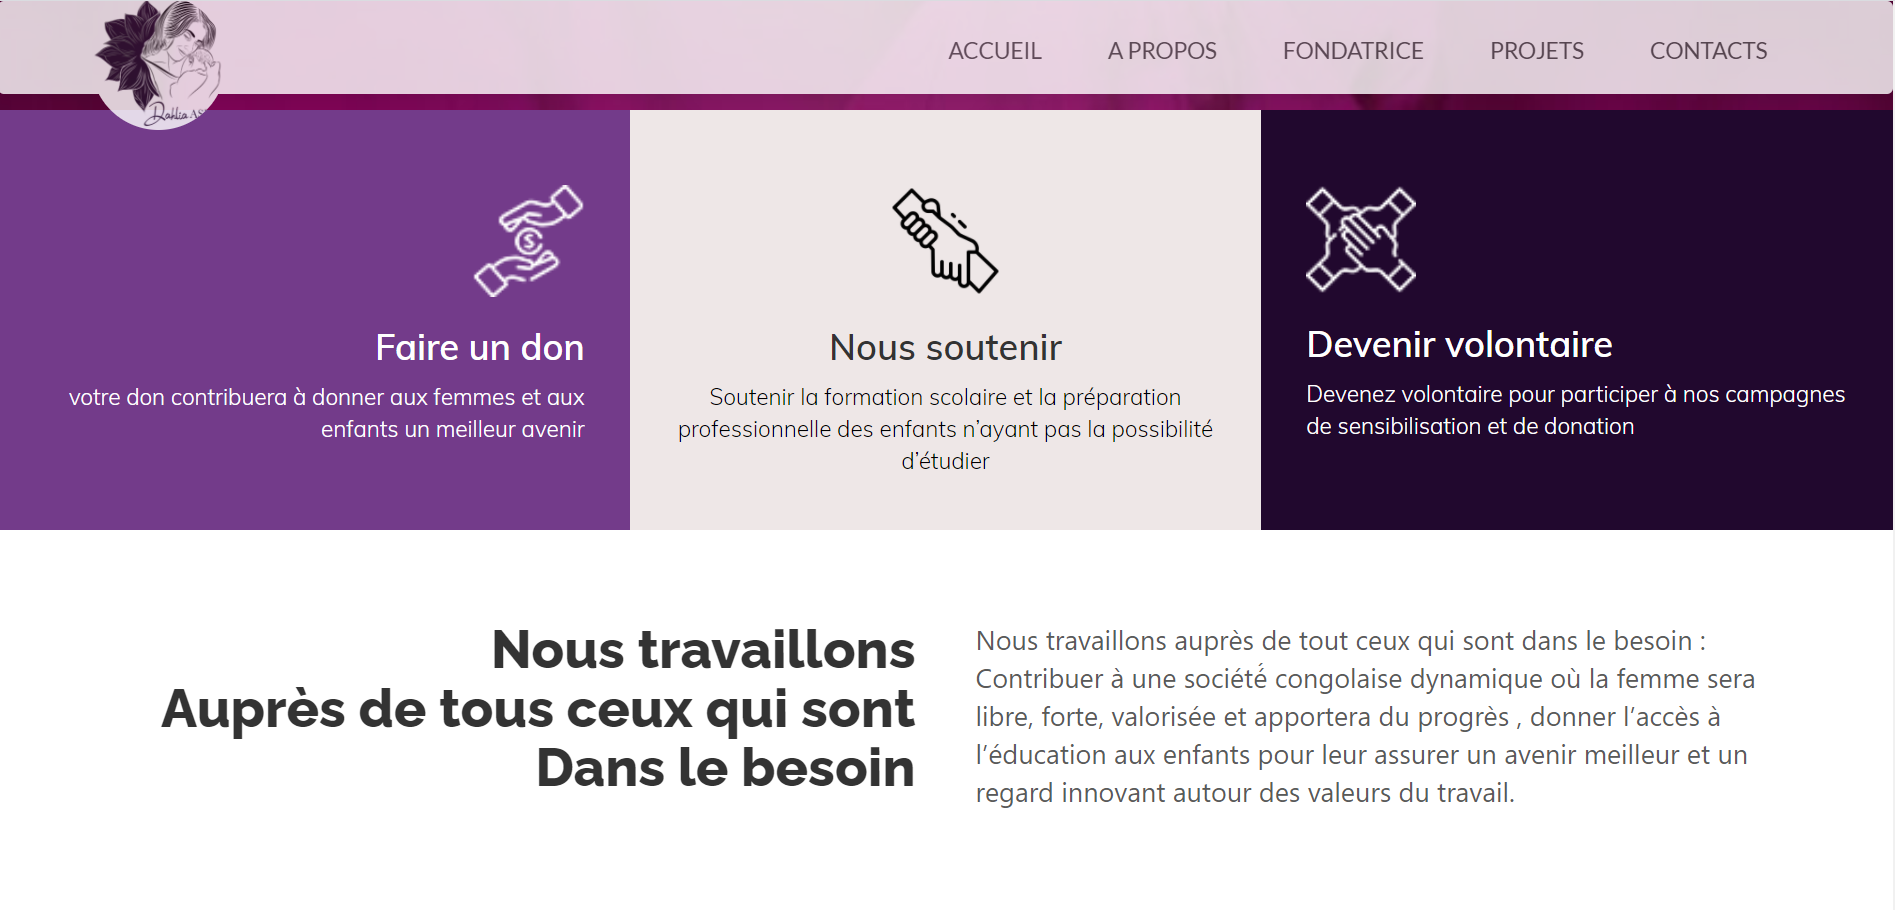 ACCUEIL A PROPOS FONDATRICE PROJETS CONTACTS
Dahlia AS
Faire un don
votre don contribuera à donner aux femmes et aux
enfants un meilleur avenir
Nous soutenir
Soutenir la formation scolaire et la préparation
professionnelle des enfants n’ayant pas la possibilité
d’étudier
Devenir volontaire
Devenez volontaire pour participer à nos campagnes
de sensibilisation et de donation
Nous travaillons
Auprès de tous ceux qui sont
Dans le besoin
Nous travaillons auprès de tout ceux qui sont dans le besoin :
Contribuer à une société́ congolaise dynamique où la femme sera
libre, forte, valorisée et apportera du progrès , donner l’accès à
l’éducation aux enfants pour leur assurer un avenir meilleur et un
regard innovant autour des valeurs du travail.